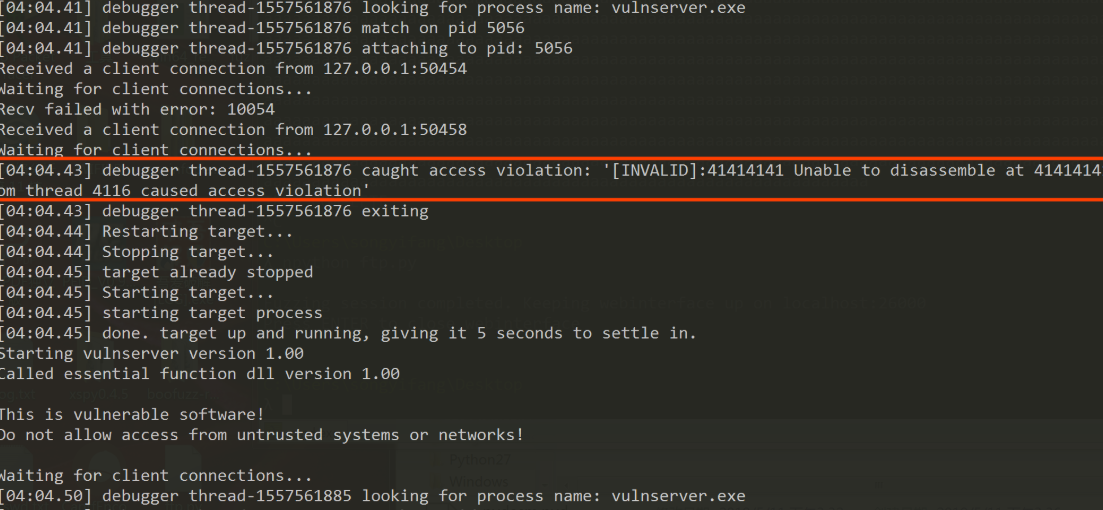 [04:04.41] debugger thread-1557561876 looking for process name: vulnserver.exe
[04:04.41] debugger thread-1557561876 match on pid 5056
[04:04.41] debugger thread-1557561876 attaching to pid: 5056
Received a client connection from 127.0.0.1:50454
Waiting for client connections...
Recv failed with error: 10054
Received a client connection from 127.0.0.1:50458
Waiting for client connections...
[04:04.43] debugger thread-1557561876 caught access violation: '[INVALID]:41414141 Unable to disassemble at 4141414
om thread 4116 caused access violation'
[04:04.43] debugger thread-1557561876 exiting
[04:04.44] Restarting target...
[04:04.44] Stopping target...
[04:04.45] target already stopped
[04:04.45] Starting target...
[04:04.45] starting target process
[04:04.45] done. target up and running, giving it 5 seconds to settle in.
Starting vulnserver version 1.00
Called essential function dll version 1.00
This is vulnerable software!
Do not allow access from untrusted systems or networks!
Python27
Waiting for client connections...
Windows
[04:04.50] debugger thread-1557561885 looking for process name: vulnserver.exe